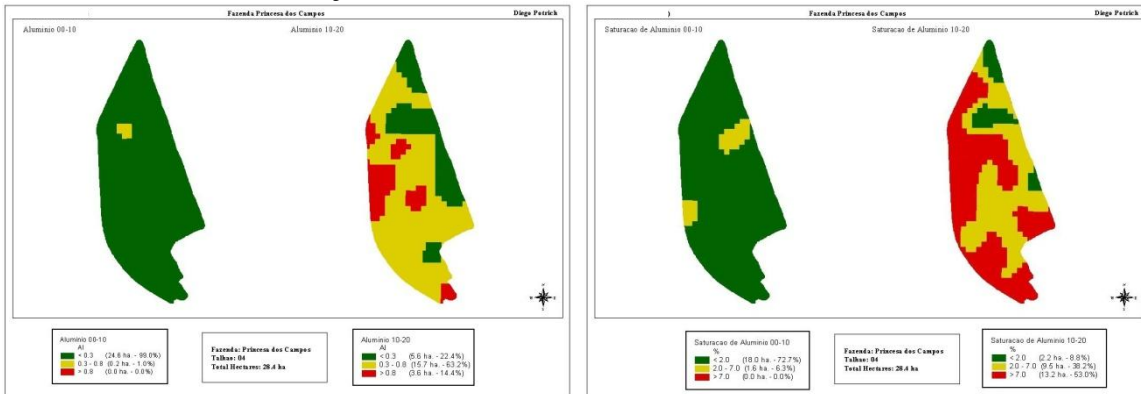 Fazenda Princesa dos Campos
Diego Potrich
Aluminio 00-10
Aluminio 10-20
Aluminio 00-10
Al
< 0.3 (24.6 ha. - 99.0%)
0.3 - 0.8 (0.2 ha. - 1.0%)
> 0.8 (0.0 ha. - 0.0%)
Fazenda: Princesa dos Campos
Talhao: 04
Total Hectares: 28.4 ha
Aluminio 10-20
Al
< 0.3 (5.6 ha. - 22.4%)
0.3 - 0.8 (15.7 ha. - 63.2%)
> 0.8 (3.6 ha. - 14.4%)
) Fazenda Princesa dos Campos
Diego Potrich
Saturacao de Aluminio 00-10
Saturacao de Aluminio 10-20
Saturacao de Aluminio 00-10
%
< 2.0 (18.0 ha. - 72.7%)
2.0 - 7.0 (1.6 ha. - 6.3%)
> 7.0 (0.0 ha. - 0.0%)
Fazenda: Princesa dos Campos
Talhao: 04
Total Hectares: 28.4 ha
Saturacao de Aluminio 10-20
%
< 2.0 (2.2 ha. - 8.8%)
2.0 - 7.0 (9.5 ha. - 38.2%)
> 7.0 (13.2 ha. - 53.0%)